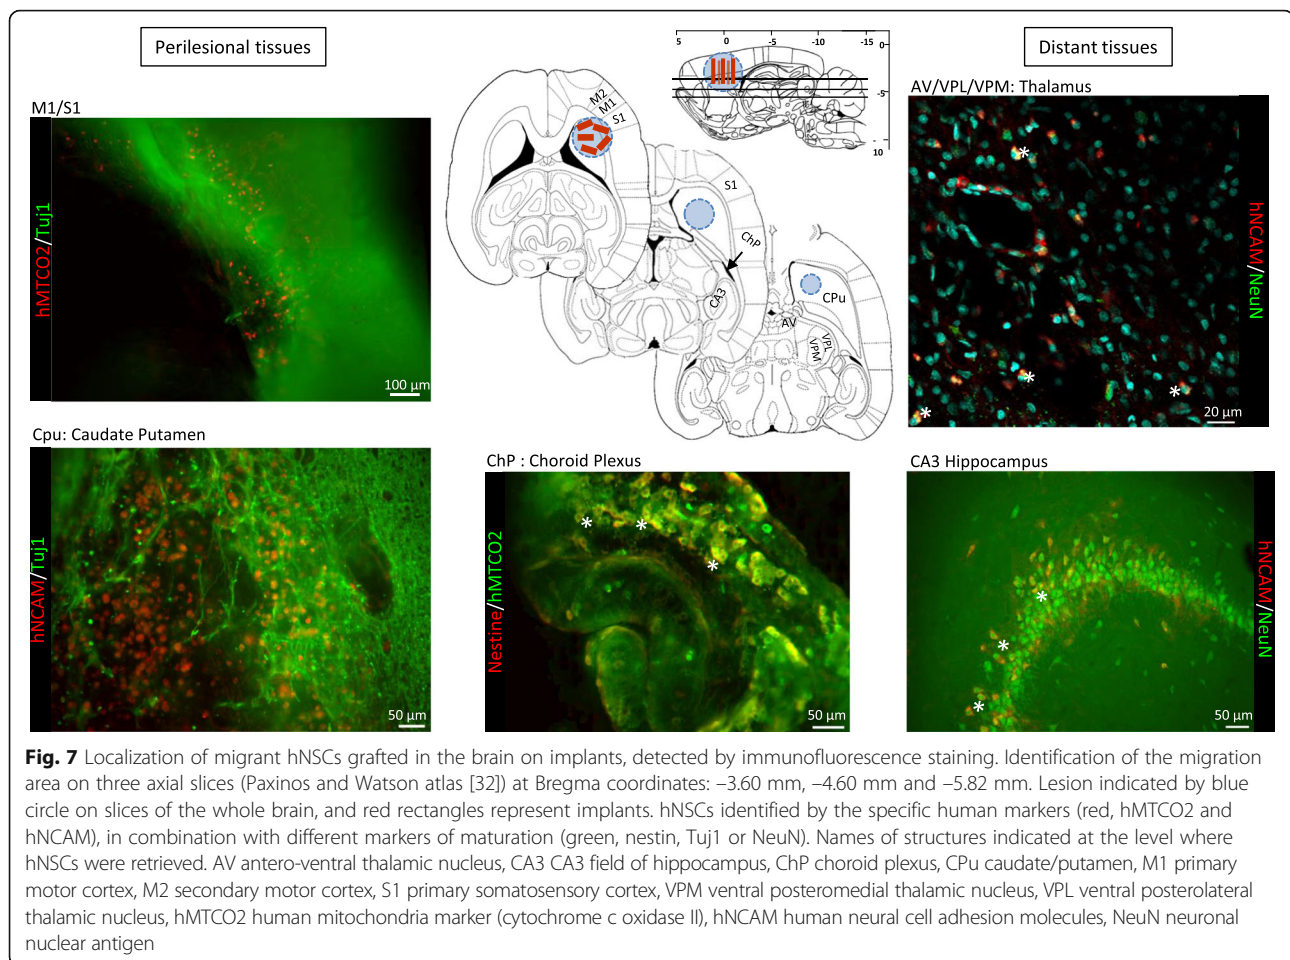 Perilesional tissues
Distant tissues
5 0 -5 -10 -15
0
-5
10
M1/S1
hMTCO2/Tuj1
100 µm
M2
M1
S1
S1
ChP
CA3
CPu
AV
VPL
VPM
AV/VPL/VPM: Thalamus
hNCAM/NeuN
*
*
*
*
20 µm
Cpu: Caudate Putamen
hNCAM/Tuj1
50 µm
ChP : Choroid Plexus
Nestine/hMTCO2
*
*
*
50 µm
CA3 Hippocampus
hNCAM/NeuN
*
*
*
50 µm
Fig. 7 Localization of migrant hNSCs grafted in the brain on implants, detected by immunofluorescence staining. Identification of the migration
area on three axial slices (Paxinos and Watson atlas [32]) at Bregma coordinates: –3.60 mm, –4.60 mm and –5.82 mm. Lesion indicated by blue
circle on slices of the whole brain, and red rectangles represent implants. hNSCs identified by the specific human markers (red, hMTCO2 and
hNCAM), in combination with different markers of maturation (green, nestin, Tuj1 or NeuN). Names of structures indicated at the level where
hNSCs were retrieved. AV antero-ventral thalamic nucleus, CA3 CA3 field of hippocampus, ChP choroid plexus, CPu caudate/putamen, M1 primary
motor cortex, M2 secondary motor cortex, S1 primary somatosensory cortex, VPM ventral posteromedial thalamic nucleus, VPL ventral posterolateral
thalamic nucleus, hMTCO2 human mitochondria marker (cytochrome c oxidase II), hNCAM human neural cell adhesion molecules, NeuN neuronal
nuclear antigen